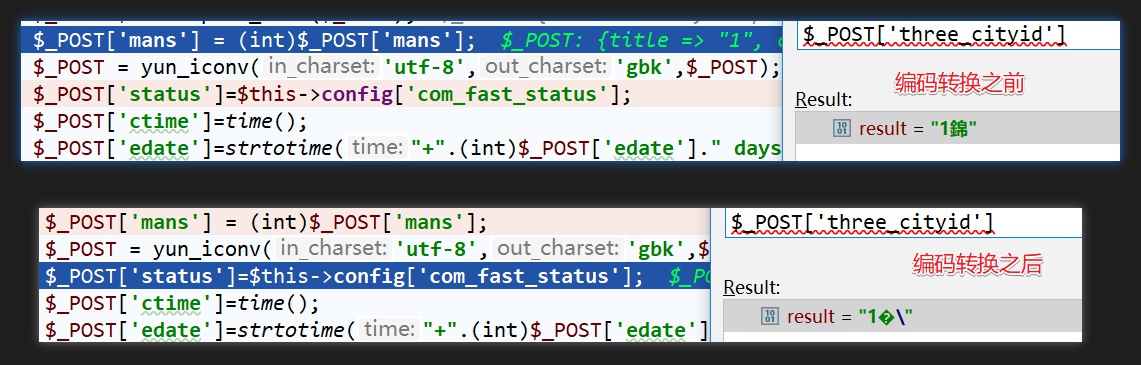 $_POST['mans'] = (int)$_POST['mans']; $_POST: {title => "1",
$_POST = yun_iconv( in_charset: 'utf-8', out_charset: 'gbk',$_POST);
$_POST['status']=$this->config['com_fast_status'];
$_POST['ctime']=time();
$_POST['edate']=strtotime( time: "+".(int)$_POST['edate']." days
$_POST['three_cityid']
编码转换之前
Result:
result = "1錦"
$_POST['mans'] = (int)$_POST['mans'];
$_POST = yun_iconv( in_charset: 'utf-8', out_charset: 'gbk',$
$_POST['status']=$this->config['com_fast_status']; $_P
$_POST['ctime']=time();
$_POST['edate']=strtotime( time: "+".(int)$_POST['edate']
$_POST['three_cityid']
编码转换之后
Result:
result = "1�\"